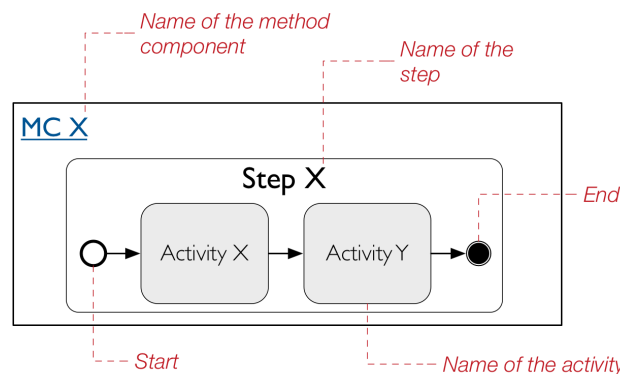 Name of the method
component
Name of the
step
MC X
Step X
End
Activity X
Activity Y
Start
Name of the activity